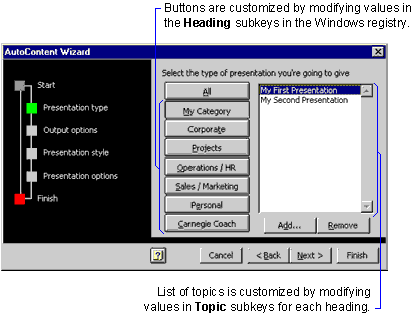 Buttons are customized by modifying values in
the Heading subkeys in the Windows registry.
AutoContent Wizard
Start
Presentation type
Output options
Presentation style
Presentation options
Finish
Select the type of presentation you're going to give
All
My Category
Corporate
Projects
Operations / HR
Sales / Marketing
Personal
Carnegie Coach
My First Presentation
My Second Presentation
Add...
Remove
Cancel
< Back
Next >
Finish
List of topics is customized by modifying
values in Topic subkeys for each heading.